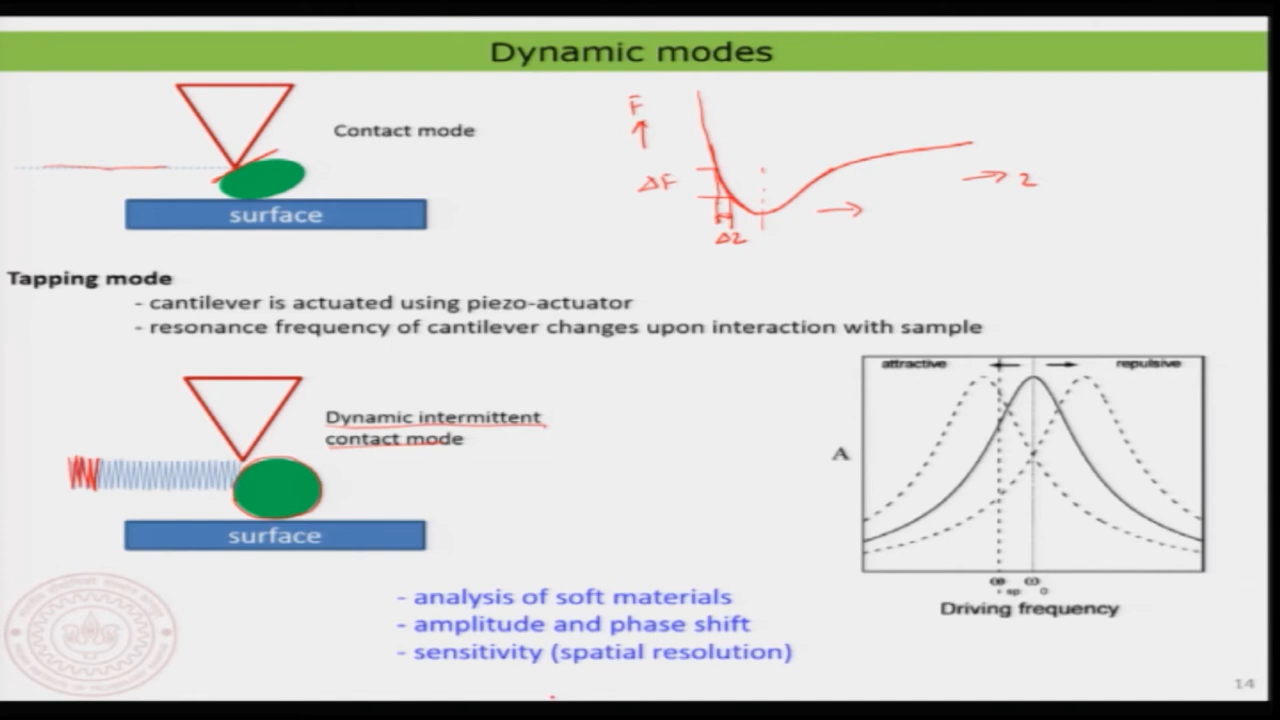 Dynamic modes
Contact mode
surface
F
ΔF
Δz
z
Tapping mode
- cantilever is actuated using piezo-actuator
- resonance frequency of cantilever changes upon interaction with sample
Dynamic intermittent
contact mode
surface
attractive
repulsive
A
ω sp
ω 0
Driving frequency
- analysis of soft materials
- amplitude and phase shift
- sensitivity (spatial resolution)
14